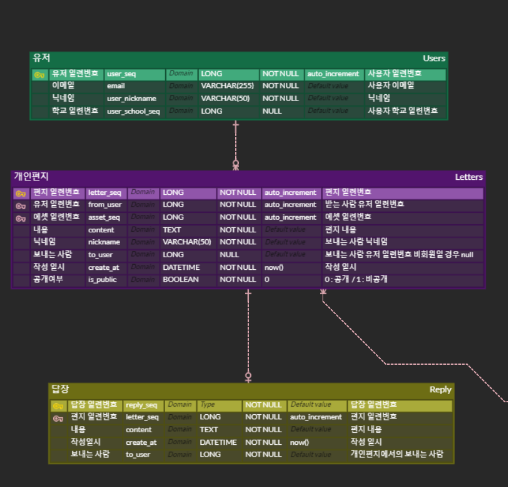 유저 Users
유저 일련번호 user_seq Domain LONG NOT NULL auto_increment 사용자 일련번호
이메일 email Domain VARCHAR(255) NOT NULL Default value 사용자 이메일
닉네임 user_nickname Domain VARCHAR(50) NOT NULL Default value 닉네임
학교 일련번호 user_school_seq Domain LONG NULL Default value 사용자 학교 일련번호
개인편지 Letters
편지 일련번호 letter_seq Domain LONG NOT NULL auto_increment 편지 일련번호
유저 일련번호 from_user Domain LONG NOT NULL auto_increment 받는 사람 유저 일련번호
에셋 일련번호 asset_seq Domain LONG NOT NULL auto_increment 에셋 일련번호
내용 content Domain TEXT NOT NULL Default value 편지 내용
닉네임 nickname Domain VARCHAR(50) NOT NULL Default value 보내는 사람 닉네임
보내는 사람 to_user Domain LONG NULL Default value 보내는 사람 유저 일련번호 비회원일 경우 null
작성 일시 create_at Domain DATETIME NOT NULL now() 작성 일시
공개여부 is_public Domain BOOLEAN NOT NULL 0 0 : 공개 / 1 : 비공개
답장 Reply
답장 일련번호 reply_seq Domain Type NOT NULL Default value 답장 일련번호
편지 일련번호 letter_seq Domain LONG NOT NULL auto_increment 편지 일련번호
내용 content Domain TEXT NOT NULL Default value 편지 내용
작성 일시 create_at Domain DATETIME NOT NULL now() 작성 일시
보내는 사람 to_user Domain LONG NOT NULL Default value 개인편지에서의 보내는 사람